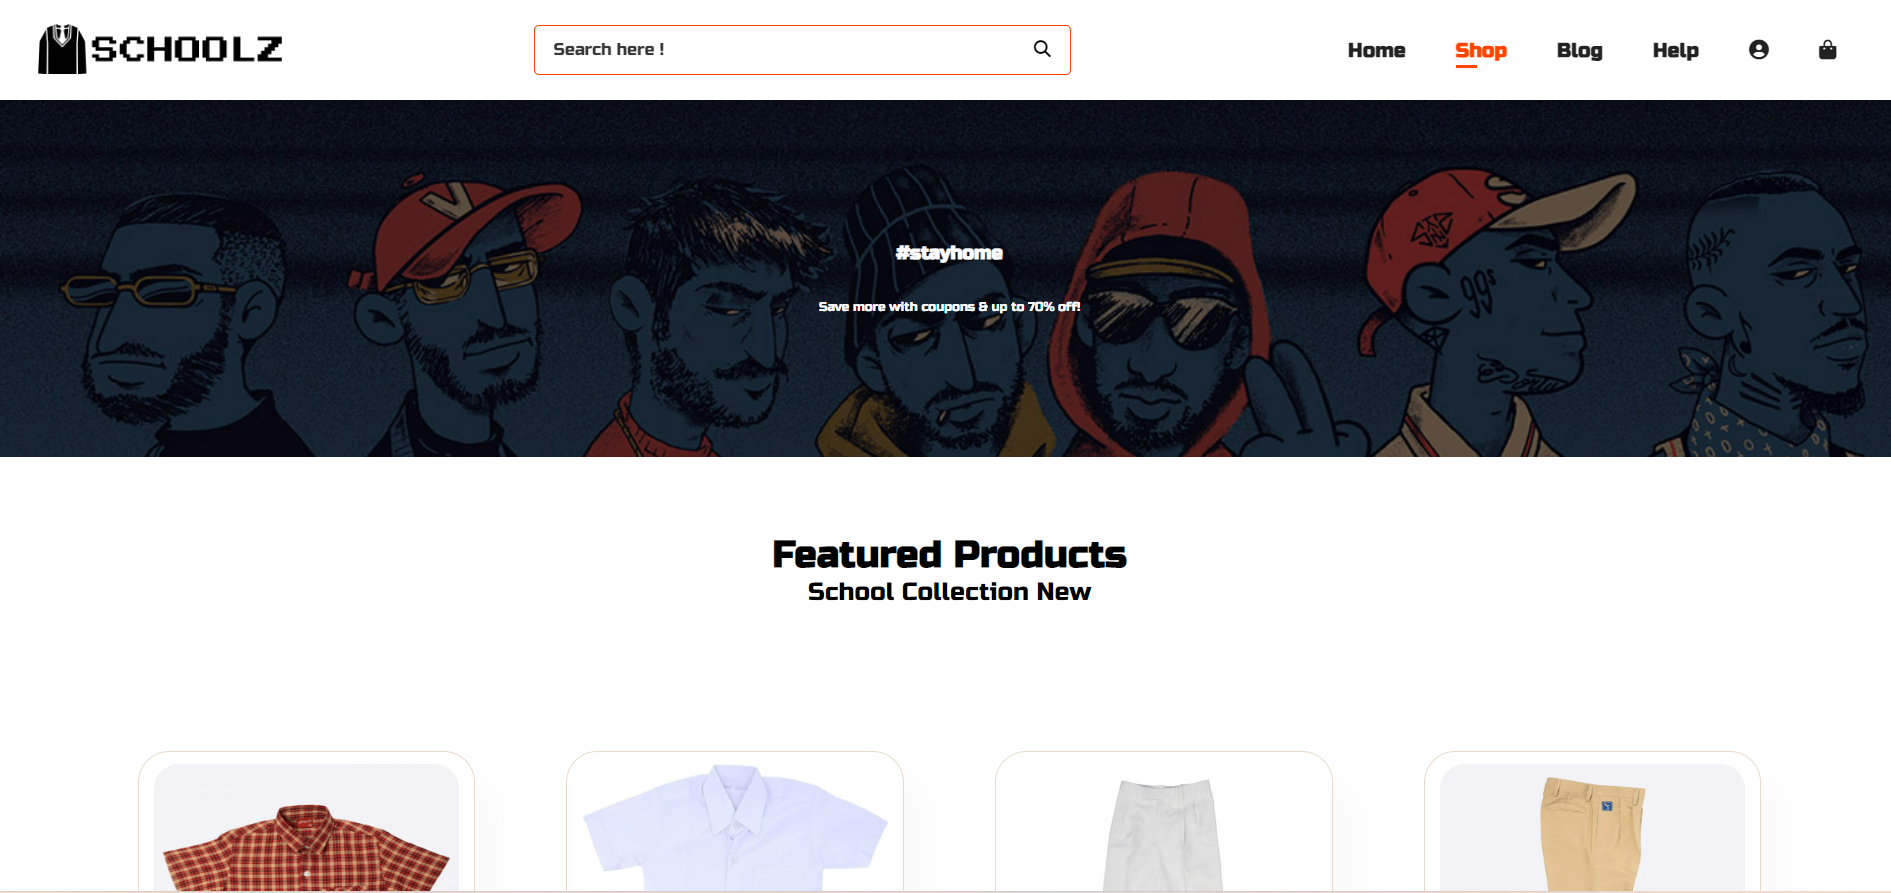 SCHOOLZ
Search here !
Home
Shop
Blog
Help
#stayhome
Save more with coupons & up to 70% off!
99s
Featured Products
School Collection New